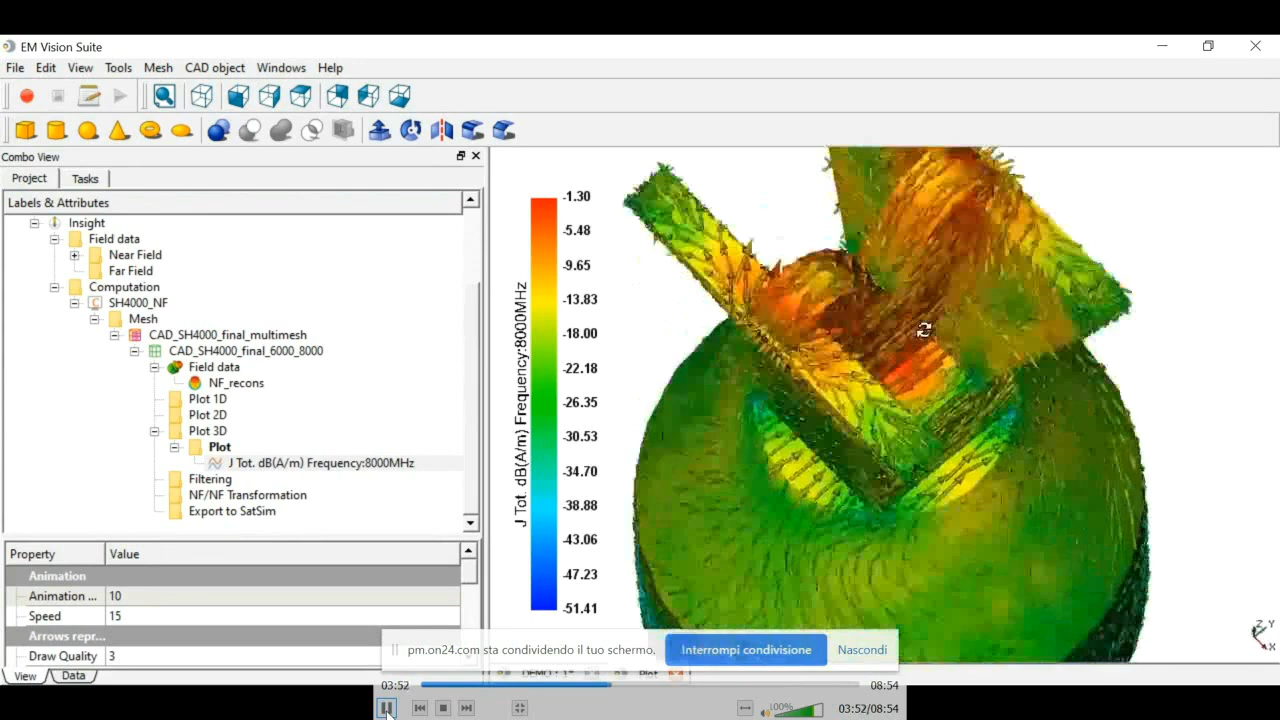 EM Vision Suite
File Edit View Tools Mesh CAD object Windows Help
Combo View
Project Tasks
Labels & Attributes
Insight
Field data
Near Field
Far Field
Computation
SH4000_NF
Mesh
CAD_SH4000_final_multimesh
CAD_SH4000_final_6000_8000
Field data
NF_recons
Plot 1D
Plot 2D
Plot 3D
Plot
J Tot. dB(A/m) Frequency:8000MHz
Filtering
NF/NF Transformation
Export to SatSim
Property Value
Animation
Animation ... 10
Speed 15
Arrows repr...
Draw Quality 3
View Data
J Tot. dB(A/m) Frequency:8000MHz
-1.30
-5.48
-9.65
-13.83
-18.00
-22.18
-26.35
-30.53
-34.70
-38.88
-43.06
-47.23
-51.41
Z Y
X
pm.on24.com sta condividendo il tuo schermo. Interrompi condivisione Nascondi
03:52 08:54
100% 03:52/08:54